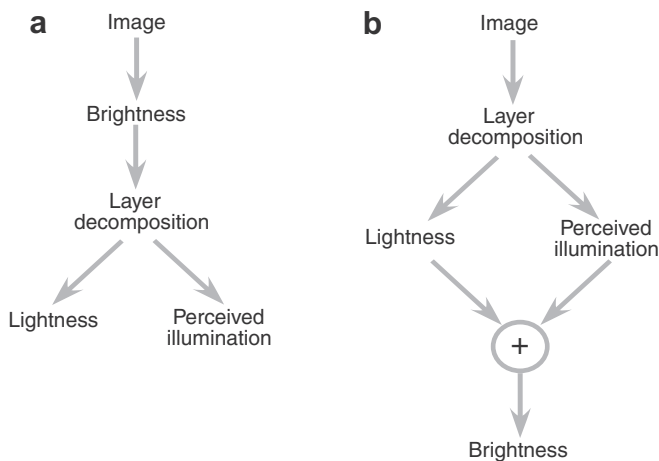 a
Image
Brightness
Layer
decomposition
Lightness
Perceived
illumination
b
Image
Layer
decomposition
Lightness
Perceived
illumination
+
Brightness